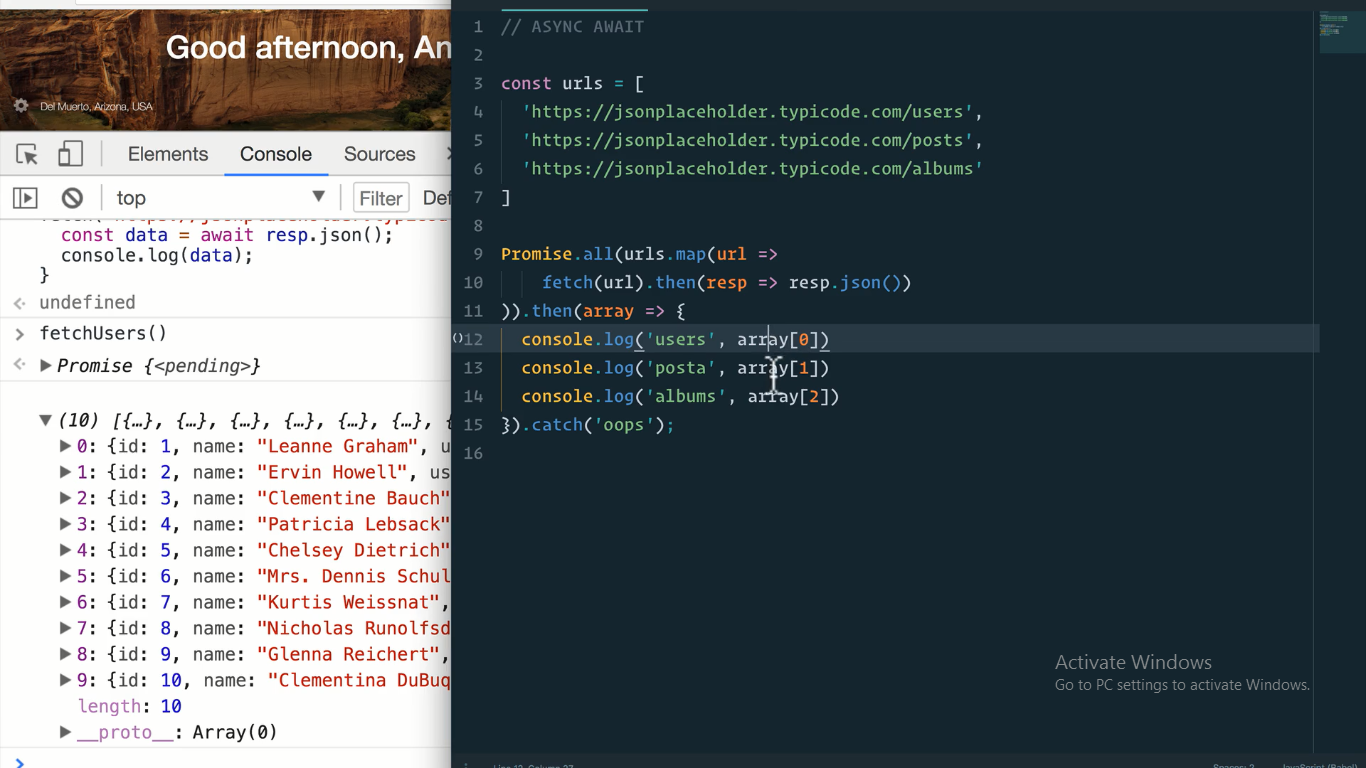 Good afternoon, An
Del Muerto, Arizona, USA
Elements Console Sources
top ▼ Filter Def
const data = await resp.json();
console.log(data);
}
undefined
fetchUsers()
▶ Promise {<pending>}
▼ (10) [{…}, {…}, {…}, {…}, {…}, {…}, {
▶ 0: {id: 1, name: "Leanne Graham", u
▶ 1: {id: 2, name: "Ervin Howell", us
▶ 2: {id: 3, name: "Clementine Bauch"
▶ 3: {id: 4, name: "Patricia Lebsack"
▶ 4: {id: 5, name: "Chelsey Dietrich"
▶ 5: {id: 6, name: "Mrs. Dennis Schul
▶ 6: {id: 7, name: "Kurtis Weissnat",
▶ 7: {id: 8, name: "Nicholas Runolfsd
▶ 8: {id: 9, name: "Glenna Reichert",
▶ 9: {id: 10, name: "Clementina DuBuq
length: 10
▶ __proto__: Array(0)
1 // ASYNC AWAIT
2
3 const urls = [
4 'https://jsonplaceholder.typicode.com/users',
5 'https://jsonplaceholder.typicode.com/posts',
6 'https://jsonplaceholder.typicode.com/albums'
7 ]
8
9 Promise.all(urls.map(url =>
10 fetch(url).then(resp => resp.json())
11 )).then(array => {
12 console.log('users', array[0])
13 console.log('posta', array[1])
14 console.log('albums', array[2])
15 }).catch('oops');
16
Activate Windows
Go to PC settings to activate Windows.